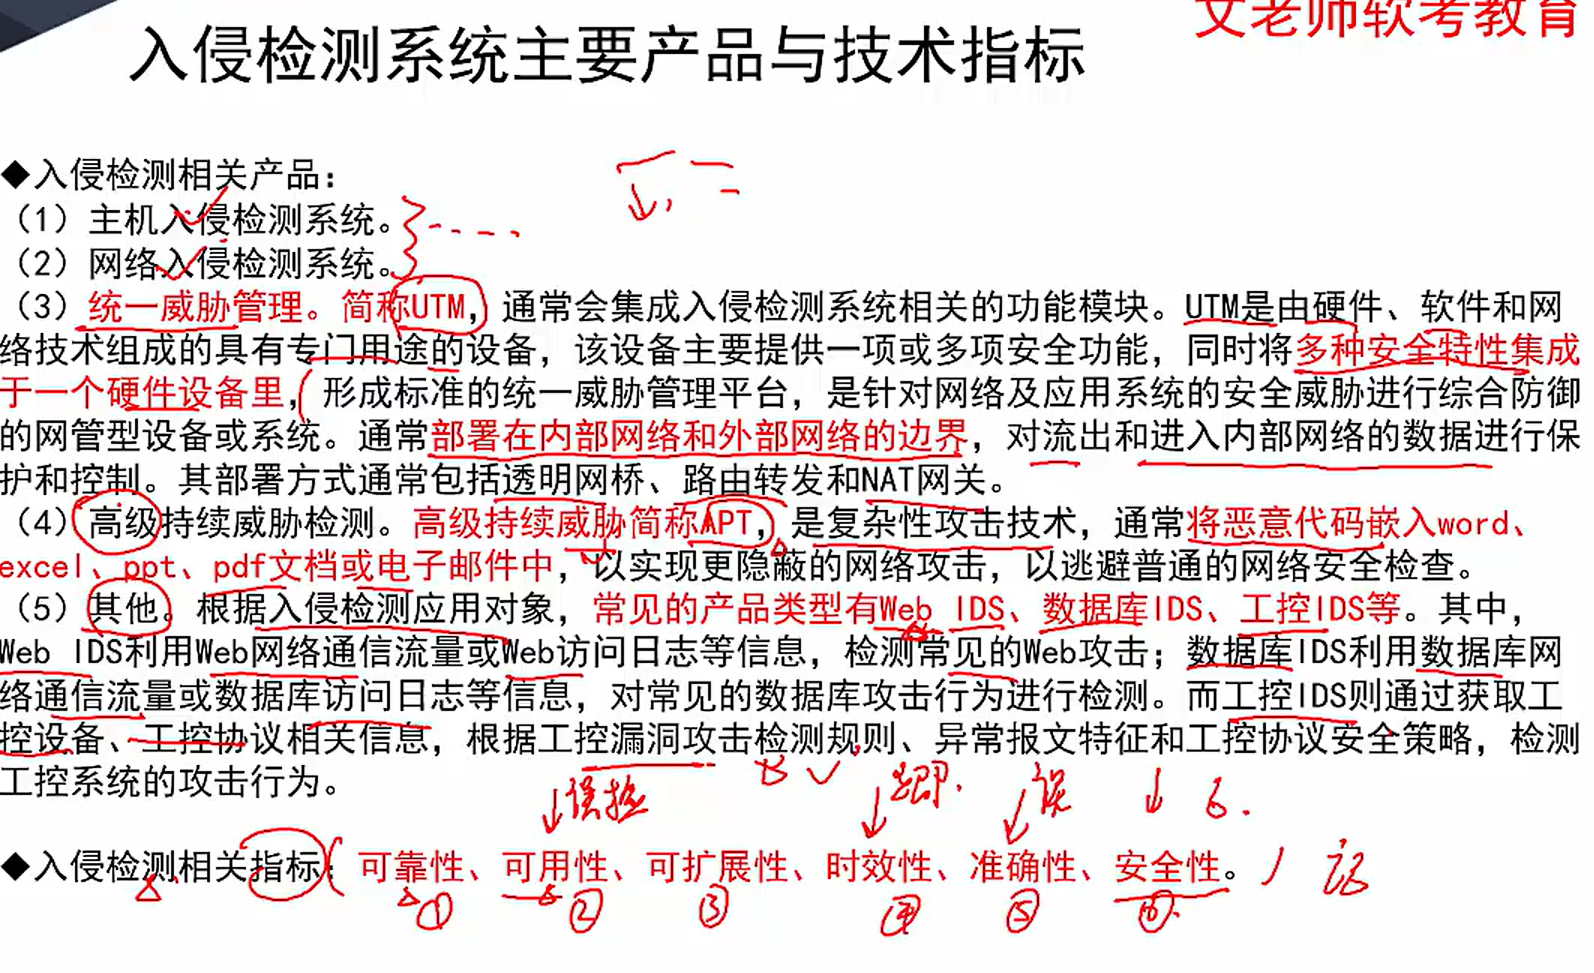 文老师软考教育
入侵检测系统主要产品与技术指标
◆入侵检测相关产品：
（1）主机入侵检测系统。
（2）网络入侵检测系统。
（3）统一威胁管理。简称UTM，通常会集成入侵检测系统相关的功能模块。UTM是由硬件、软件和网
络技术组成的具有专门用途的设备，该设备主要提供一项或多项安全功能，同时将多种安全特性集成
于一个硬件设备里，形成标准的统一威胁管理平台，是针对网络及应用系统的安全威胁进行综合防御
的网管型设备或系统。通常部署在内部网络和外部网络的边界，对流出和进入内部网络的数据进行保
护和控制。其部署方式通常包括透明网桥、路由转发和NAT网关。
（4）高级持续威胁检测。高级持续威胁简称APT，是复杂性攻击技术，通常将恶意代码嵌入word、
excel、ppt、pdf文档或电子邮件中，以实现更隐蔽的网络攻击，以逃避普通的网络安全检查。
（5）其他。根据入侵检测应用对象，常见的产品类型有Web IDS、数据库IDS、工控IDS等。其中，
Web IDS利用Web网络通信流量或Web访问日志等信息，检测常见的Web攻击；数据库IDS利用数据库网
络通信流量或数据库访问日志等信息，对常见的数据库攻击行为进行检测。而工控IDS则通过获取工
控设备、工控协议相关信息，根据工控漏洞攻击检测规则、异常报文特征和工控协议安全策略，检测
工控系统的攻击行为。
误 6.
◆入侵检测相关指标：可靠性、可用性、可扩展性、时效性、准确性、安全性。
① ② ③ ④ ⑤ ⑥